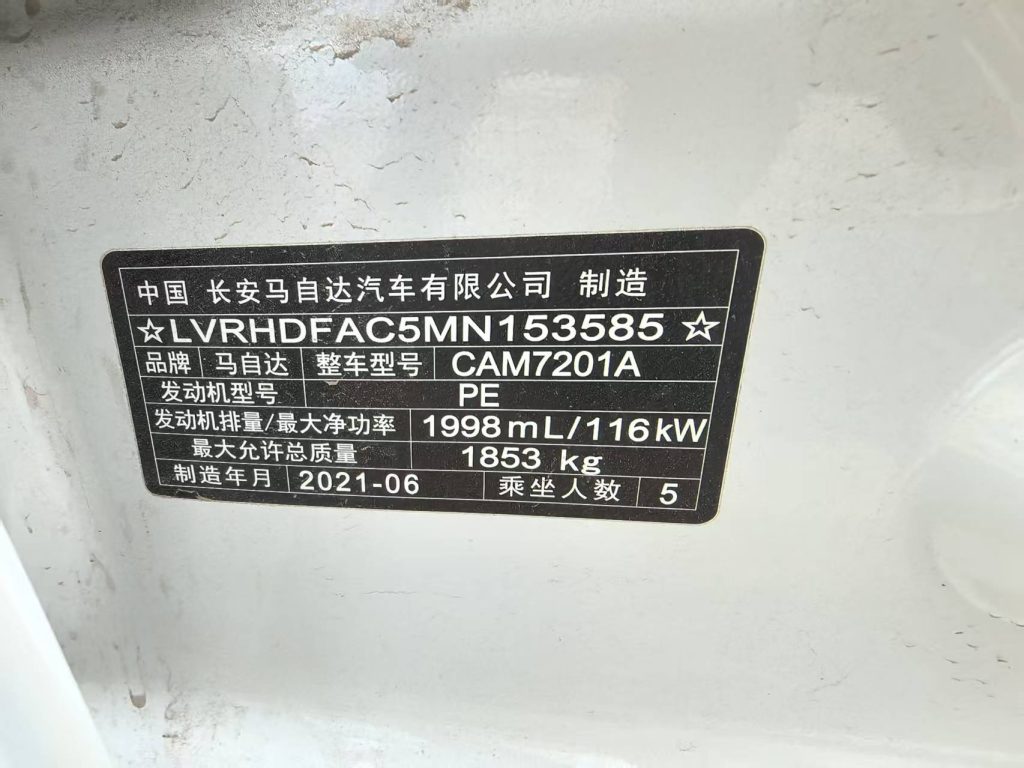 中国 长安马自达汽车有限公司 制造
☆LVRHDFAC5MN153585☆
品牌 马自达 整车型号 CAM7201A
发动机型号 PE
发动机排量/最大净功率 1998mL/116kW
最大允许总质量 1853 kg
制造年月 2021-06 乘坐人数 5